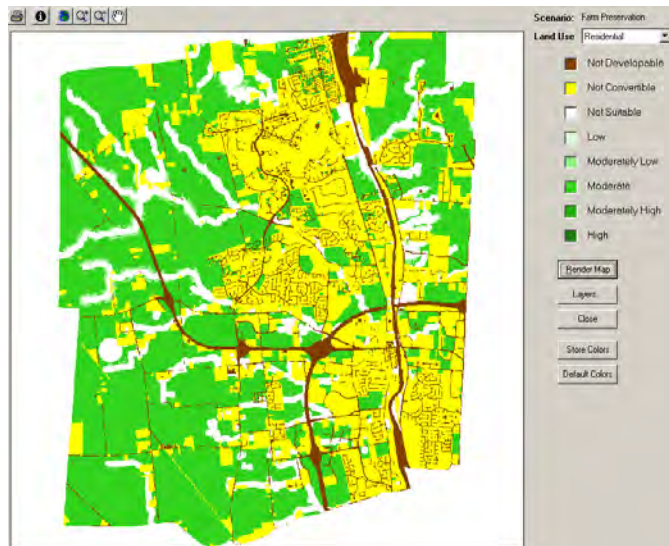 Scenario: Farm Preservation
Land Use Residential
Not Developable
Not Convertible
Not Suitable
Low
Moderately Low
Moderate
Moderately High
High
Render Map
Layers
Close
Store Colors
Default Colors